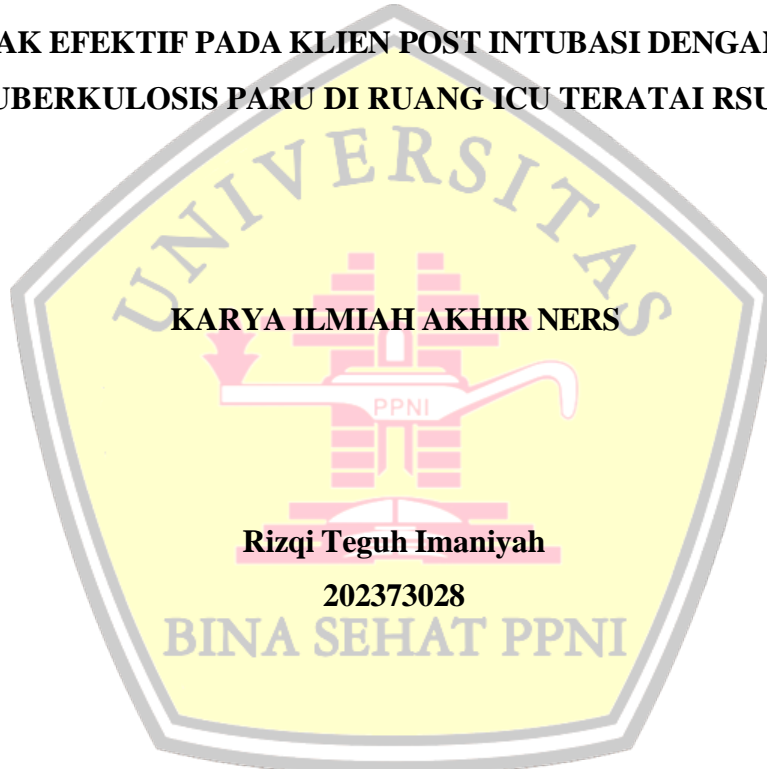 AK EFEKTIF PADA KLIEN POST INTUBASI DENGAN
UBERKULOSIS PARU DI RUANG ICU TERATAI RSU
UNIVERSITAS
KARYA ILMIAH AKHIR NERS
PPNI
Rizqi Teguh Imaniyah
202373028
BINA SEHAT PPNI